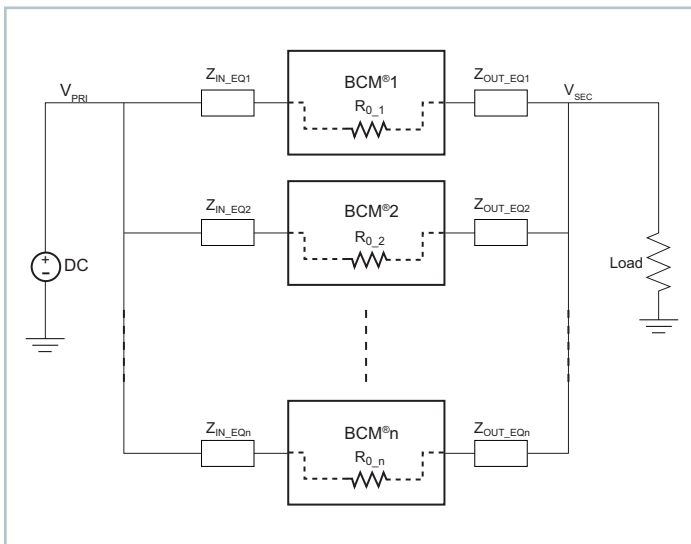 Z_IN_EQ1
BCM®1
Z_OUT_EQ1
V_PRI
V_SEC
R_0_1
Z_IN_EQ2
BCM®2
Z_OUT_EQ2
R_0_2
+
-
DC
Load
Z_IN_EQn
BCM®n
Z_OUT_EQn
R_0_n